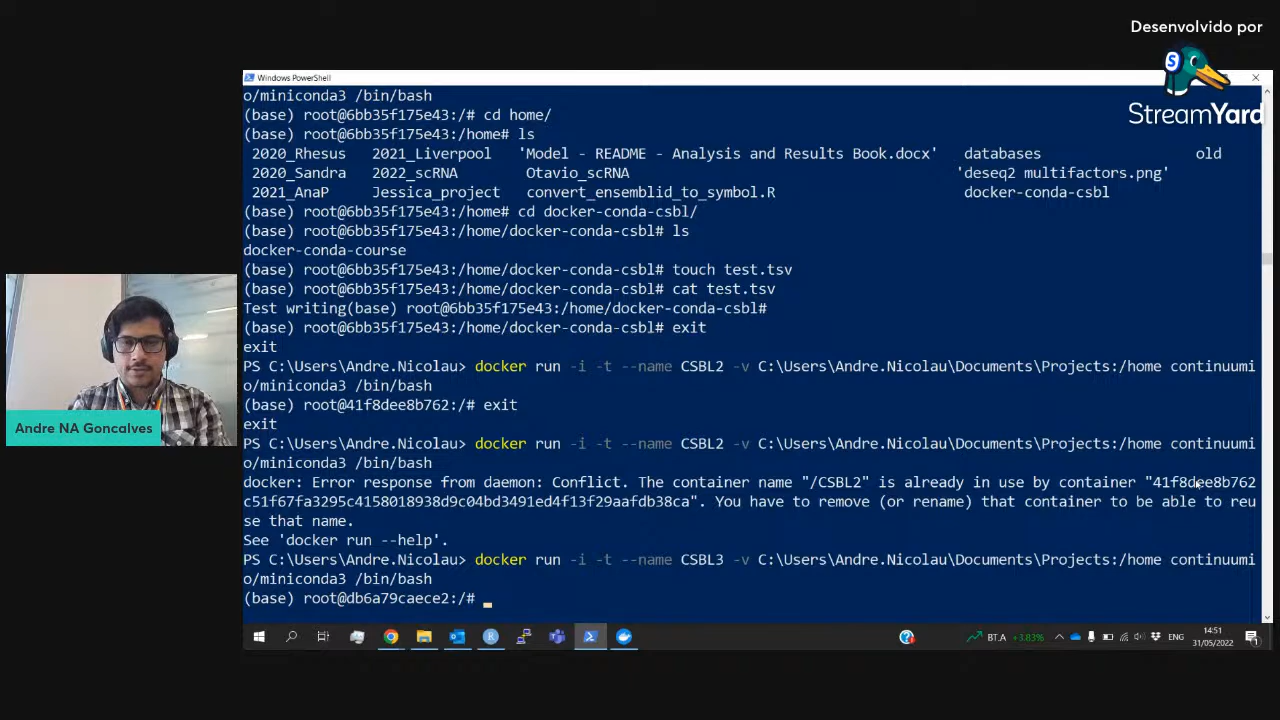 Desenvolvido por
StreamYard
Windows PowerShell
o/miniconda3 /bin/bash
(base) root@6bb35f175e43:/# cd home/
(base) root@6bb35f175e43:/home# ls
2020_Rhesus 2021_Liverpool 'Model - README - Analysis and Results Book.docx' databases old
2020_Sandra 2022_scRNA Otavio_scRNA 'deseq2 multifactors.png'
2021_AnaP Jessica_project convert_ensemblid_to_symbol.R docker-conda-csbl
(base) root@6bb35f175e43:/home# cd docker-conda-csbl/
(base) root@6bb35f175e43:/home/docker-conda-csbl# ls
docker-conda-course
(base) root@6bb35f175e43:/home/docker-conda-csbl# touch test.tsv
(base) root@6bb35f175e43:/home/docker-conda-csbl# cat test.tsv
Test writing(base) root@6bb35f175e43:/home/docker-conda-csbl#
(base) root@6bb35f175e43:/home/docker-conda-csbl# exit
exit
PS C:\Users\Andre.Nicolau> docker run -i -t --name CSBL2 -v C:\Users\Andre.Nicolau\Documents\Projects:/home continuumi
o/miniconda3 /bin/bash
(base) root@41f8dee8b762:/# exit
exit
PS C:\Users\Andre.Nicolau> docker run -i -t --name CSBL2 -v C:\Users\Andre.Nicolau\Documents\Projects:/home continuumi
o/miniconda3 /bin/bash
docker: Error response from daemon: Conflict. The container name "/CSBL2" is already in use by container "41f8dee8b762
c51f67fa3295c4158018938d9c04bd3491ed4f13f29aafdb38ca". You have to remove (or rename) that container to be able to reu
se that name.
See 'docker run --help'.
PS C:\Users\Andre.Nicolau> docker run -i -t --name CSBL3 -v C:\Users\Andre.Nicolau\Documents\Projects:/home continuumi
o/miniconda3 /bin/bash
(base) root@db6a79caece2:/#
Andre NA Goncalves
BT.A +3.83% ENG
14:51
31/05/2022